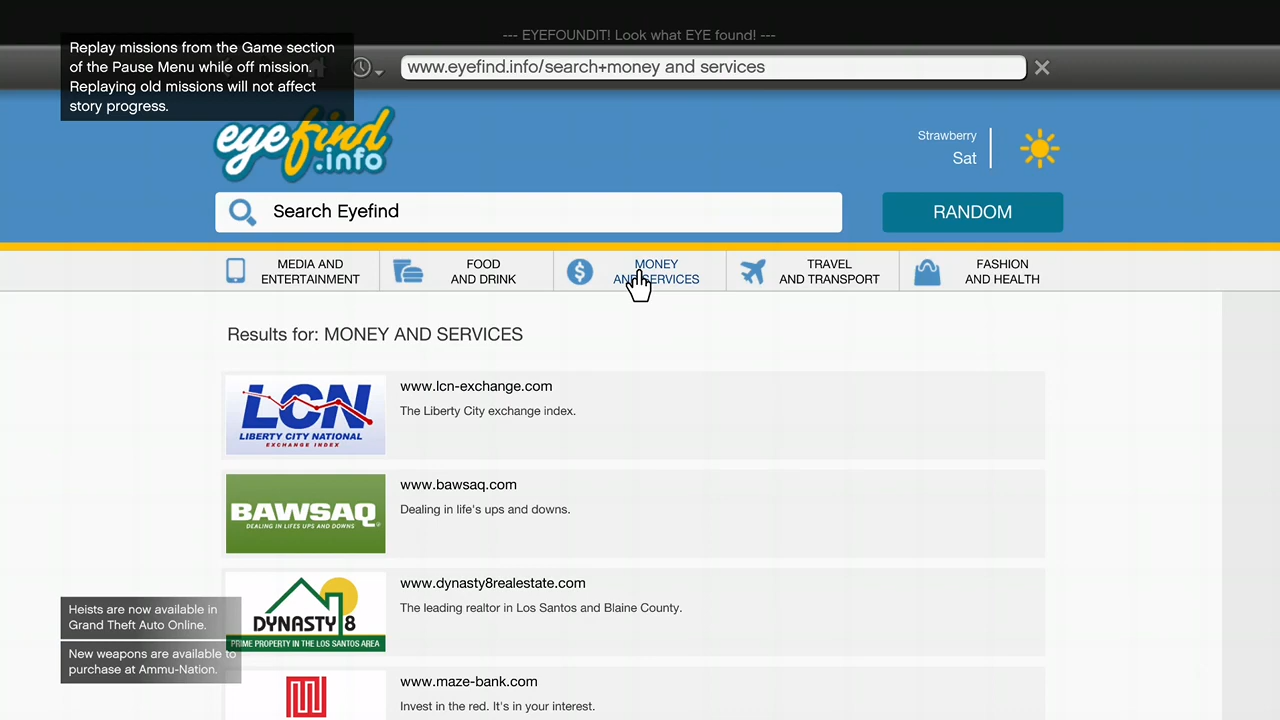 --- EYEFOUNDIT! Look what EYE found! ---
Replay missions from the Game section
of the Pause Menu while off mission.
Replaying old missions will not affect
story progress.
www.eyefind.info/search+money and services
eyefind
.info
Strawberry
Sat
Search Eyefind
RANDOM
MEDIA AND
ENTERTAINMENT
FOOD
AND DRINK
MONEY
AND SERVICES
TRAVEL
AND TRANSPORT
FASHION
AND HEALTH
Results for: MONEY AND SERVICES
LCN
LIBERTY CITY NATIONAL
EXCHANGE INDEX
www.lcn-exchange.com
The Liberty City exchange index.
BAWSAQ
DEALING IN LIFE'S UPS AND DOWNS
www.bawsaq.com
Dealing in life's ups and downs.
DYNASTY 8
PRIME PROPERTY IN THE LOS SANTOS AREA
www.dynasty8realestate.com
The leading realtor in Los Santos and Blaine County.
Heists are now available in
Grand Theft Auto Online.
New weapons are available to
purchase at Ammu-Nation.
www.maze-bank.com
Invest in the red. It's in your interest.